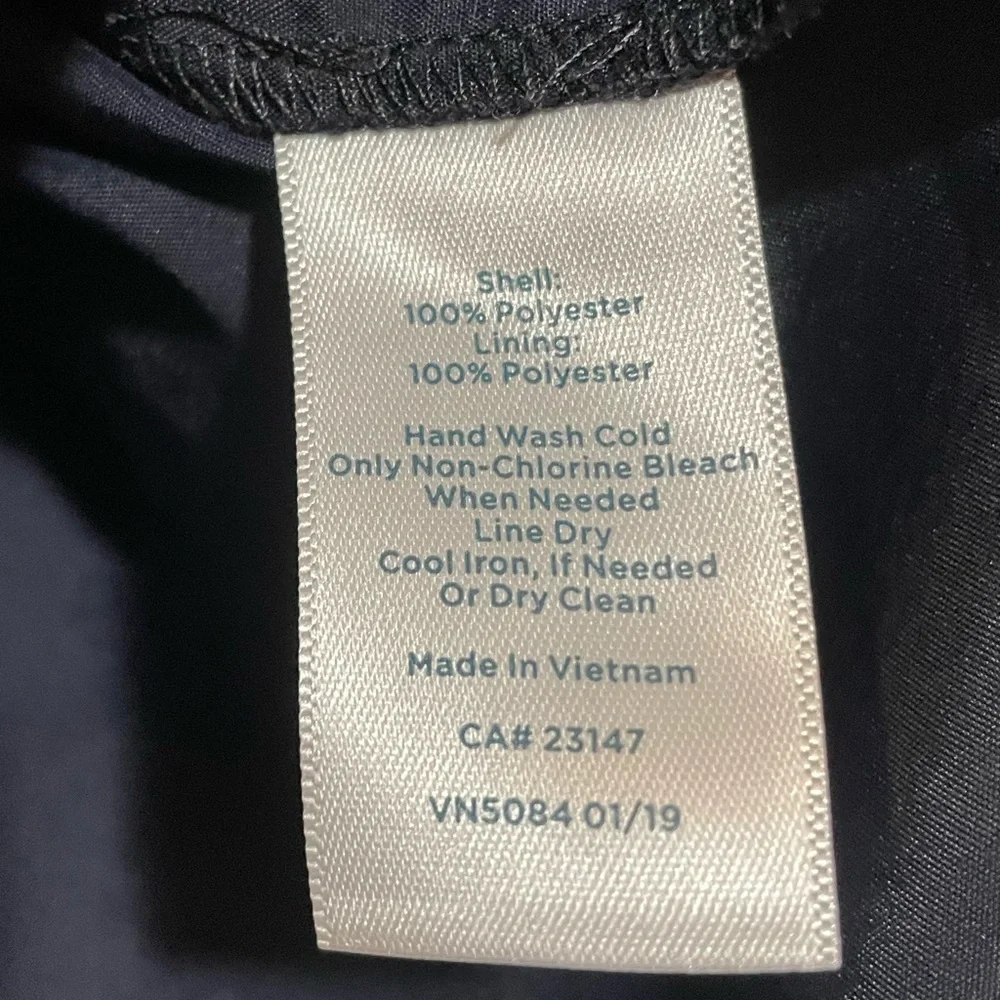 Shell:
100% Polyester
Lining:
100% Polyester
Hand Wash Cold
Only Non-Chlorine Bleach
When Needed
Line Dry
Cool Iron, If Needed
Or Dry Clean
Made In Vietnam
CA# 23147
VN5084 01/19